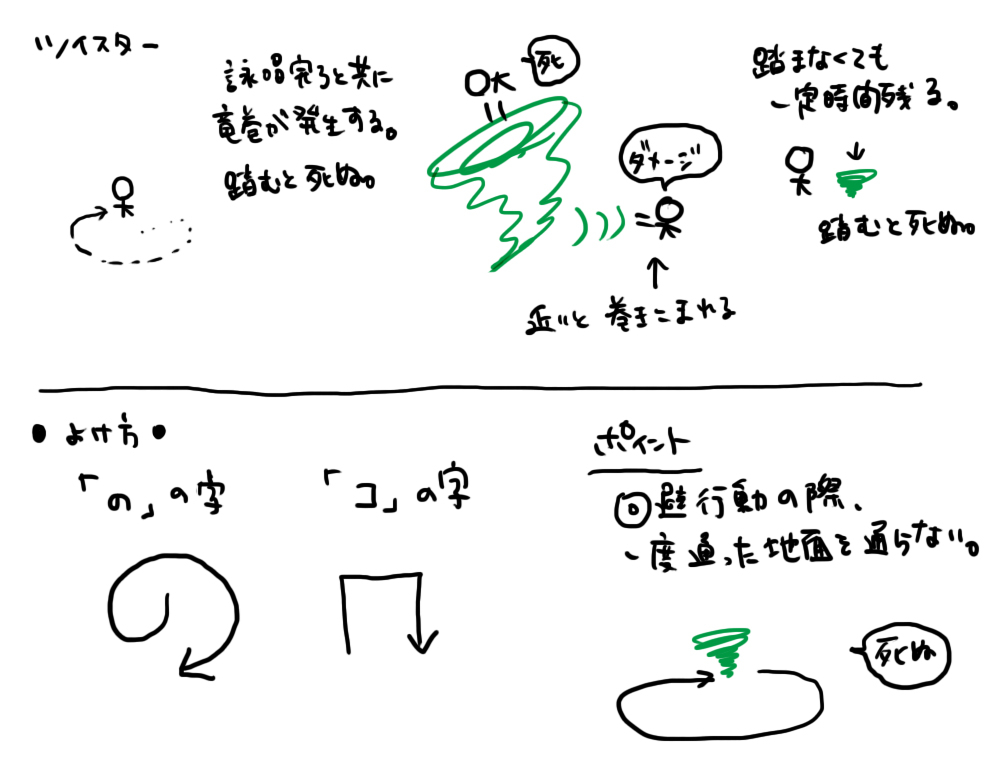 ツイスター
詠唱完了と共に
竜巻が発生する。
踏むと死ぬ。
死
ダメージ
近いと巻きこまれる
踏まなくても
一定時間残る。
踏むと死ぬ。
●よけ方●
「の」の字
「コ」の字
ポイント
回避行動の際、
一度通った地面を通らない。
死ぬ